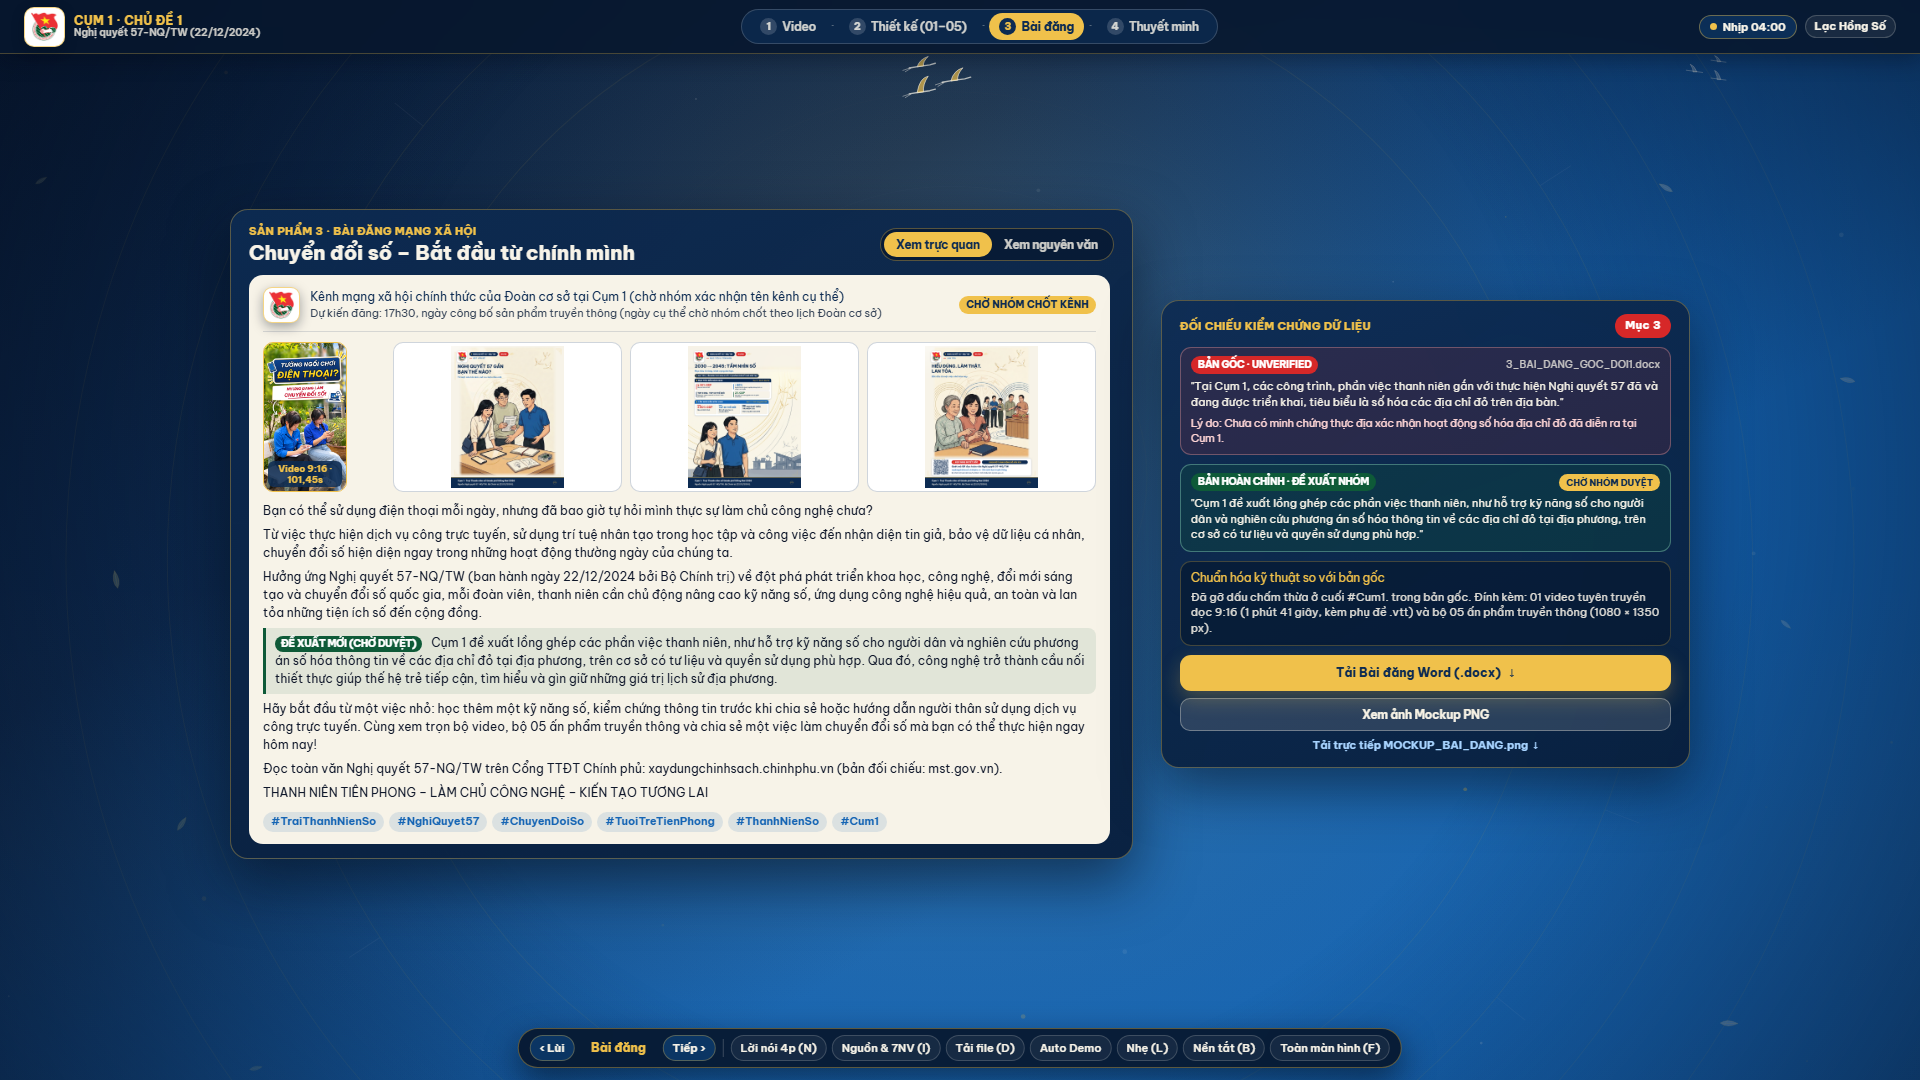 CỤM 1 · CHỦ ĐỀ 1
Nghị quyết 57-NQ/TW (22/12/2024)
1 Video · 2 Thiết kế (01–05) · 3 Bài đăng · 4 Thuyết minh
Nhịp 04:00
Lạc Hồng Số
SẢN PHẨM 3 · BÀI ĐĂNG MẠNG XÃ HỘI
Chuyển đổi số – Bắt đầu từ chính mình
Xem trực quan
Xem nguyên văn
Kênh mạng xã hội chính thức của Đoàn cơ sở tại Cụm 1 (chờ nhóm xác nhận tên kênh cụ thể)
Dự kiến đăng: 17h30, ngày công bố sản phẩm truyền thông (ngày cụ thể chờ nhóm chốt theo lịch Đoàn cơ sở)
CHỜ NHÓM CHỐT KÊNH
TƯỞNG NGỒI CHƠI
ĐIỆN THOẠI?
CHUYỂN ĐỔI SỐ!
Video 9:16 ·
101,45s
NGHỊ QUYẾT 57 GẦN
BẠN THẾ NÀO?
2030 – 2045: TẦM NHÌN SỐ
HIỂU ĐÚNG, LÀM THẬT,
LAN TỎA.
Bạn có thể sử dụng điện thoại mỗi ngày, nhưng đã bao giờ tự hỏi mình thực sự làm chủ công nghệ chưa?
Từ việc thực hiện dịch vụ công trực tuyến, sử dụng trí tuệ nhân tạo trong học tập và công việc đến nhận diện tin giả, bảo vệ dữ liệu cá nhân,
chuyển đổi số hiện diện ngay trong những hoạt động thường ngày của chúng ta.
Hưởng ứng Nghị quyết 57-NQ/TW (ban hành ngày 22/12/2024 bởi Bộ Chính trị) về đột phá phát triển khoa học, công nghệ, đổi mới sáng
tạo và chuyển đổi số quốc gia, mỗi đoàn viên, thanh niên cần chủ động nâng cao kỹ năng số, ứng dụng công nghệ hiệu quả, an toàn và lan
tỏa những tiện ích số đến cộng đồng.
ĐỀ XUẤT MỚI (CHỜ DUYỆT) Cụm 1 đề xuất lồng ghép các phần việc thanh niên, như hỗ trợ kỹ năng số cho người dân và nghiên cứu phương
án số hóa thông tin về các địa chỉ đỏ tại địa phương, trên cơ sở có tư liệu và quyền sử dụng phù hợp. Qua đó, công nghệ trở thành cầu nối
thiết thực giúp thế hệ trẻ tiếp cận, tìm hiểu và gìn giữ những giá trị lịch sử địa phương.
Hãy bắt đầu từ một việc nhỏ: học thêm một kỹ năng số, kiểm chứng thông tin trước khi chia sẻ hoặc hướng dẫn người thân sử dụng dịch vụ
công trực tuyến. Cùng xem trọn bộ video, bộ 05 ấn phẩm truyền thông và chia sẻ một việc làm chuyển đổi số mà bạn có thể thực hiện ngay
hôm nay!
Đọc toàn văn Nghị quyết 57-NQ/TW trên Cổng TTĐT Chính phủ: xaydungchinhsach.chinhphu.vn (bản đối chiếu: mst.gov.vn).
THANH NIÊN TIÊN PHONG – LÀM CHỦ CÔNG NGHỆ – KIẾN TẠO TƯƠNG LAI
#TraiThanhNienSo #NghiQuyet57 #ChuyenDoiSo #TuoiTreTienPhong #ThanhNienSo #Cum1
ĐỐI CHIẾU KIỂM CHỨNG DỮ LIỆU
Mục 3
BẢN GỐC · UNVERIFIED
3_BAI_DANG_GOC_DOI1.docx
"Tại Cụm 1, các công trình, phần việc thanh niên gắn với thực hiện Nghị quyết 57 đã và
đang được triển khai, tiêu biểu là số hóa các địa chỉ đỏ trên địa bàn."
Lý do: Chưa có minh chứng thực địa xác nhận hoạt động số hóa địa chỉ đỏ đã diễn ra tại
Cụm 1.
BẢN HOÀN CHỈNH · ĐỀ XUẤT NHÓM
CHỜ NHÓM DUYỆT
"Cụm 1 đề xuất lồng ghép các phần việc thanh niên, như hỗ trợ kỹ năng số cho người
dân và nghiên cứu phương án số hóa thông tin về các địa chỉ đỏ tại địa phương, trên
cơ sở có tư liệu và quyền sử dụng phù hợp."
Chuẩn hóa kỹ thuật so với bản gốc
Đã gỡ dấu chấm thừa ở cuối #Cum1. trong bản gốc. Đính kèm: 01 video tuyên truyền
dọc 9:16 (1 phút 41 giây, kèm phụ đề .vtt) và bộ 05 ấn phẩm truyền thông (1080 × 1350
px).
Tải Bài đăng Word (.docx) ↓
Xem ảnh Mockup PNG
Tải trực tiếp MOCKUP_BAI_DANG.png ↓
‹ Lùi
Bài đăng
Tiếp ›
Lời nói 4p (N)
Nguồn & 7NV (I)
Tải file (D)
Auto Demo
Nhẹ (L)
Nền tắt (B)
Toàn màn hình (F)